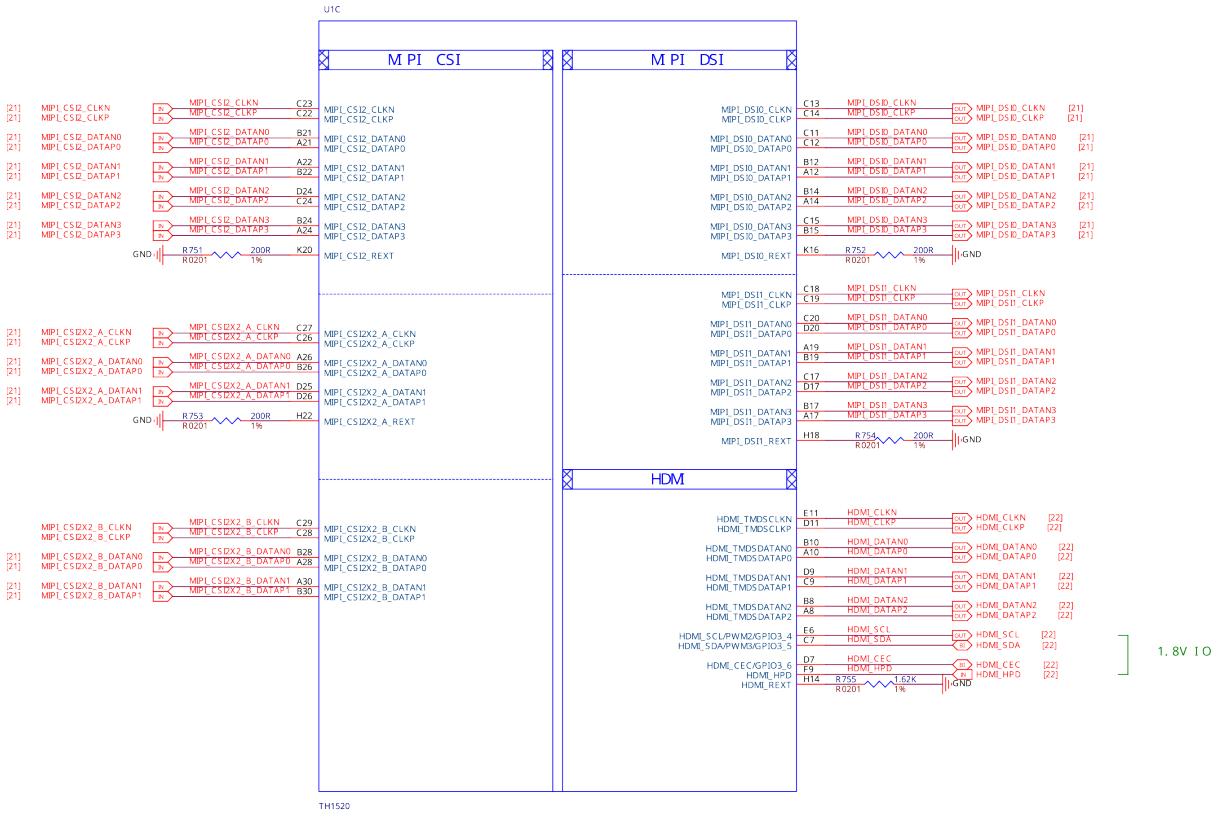 U1C
MIPI CSI
MIPI DSI
[21] MIPI_CSI2_CLKN IN MIPI_CSI2_CLKN C23 MIPI_CSI2_CLKN
[21] MIPI_CSI2_CLKP IN MIPI_CSI2_CLKP C22 MIPI_CSI2_CLKP
[21] MIPI_CSI2_DATAN0 IN MIPI_CSI2_DATAN0 B21 MIPI_CSI2_DATAN0
[21] MIPI_CSI2_DATAP0 IN MIPI_CSI2_DATAP0 A21 MIPI_CSI2_DATAP0
[21] MIPI_CSI2_DATAN1 IN MIPI_CSI2_DATAN1 A22 MIPI_CSI2_DATAN1
[21] MIPI_CSI2_DATAP1 IN MIPI_CSI2_DATAP1 B22 MIPI_CSI2_DATAP1
[21] MIPI_CSI2_DATAN2 IN MIPI_CSI2_DATAN2 D24 MIPI_CSI2_DATAN2
[21] MIPI_CSI2_DATAP2 IN MIPI_CSI2_DATAP2 C24 MIPI_CSI2_DATAP2
[21] MIPI_CSI2_DATAN3 IN MIPI_CSI2_DATAN3 B24 MIPI_CSI2_DATAN3
[21] MIPI_CSI2_DATAP3 IN MIPI_CSI2_DATAP3 A24 MIPI_CSI2_DATAP3
GND R751 200R K20 MIPI_CSI2_REXT
R0201 1%
[21] MIPI_CSI2X2_A_CLKN IN MIPI_CSI2X2_A_CLKN C27 MIPI_CSI2X2_A_CLKN
[21] MIPI_CSI2X2_A_CLKP IN MIPI_CSI2X2_A_CLKP C26 MIPI_CSI2X2_A_CLKP
[21] MIPI_CSI2X2_A_DATAN0 IN MIPI_CSI2X2_A_DATAN0 A26 MIPI_CSI2X2_A_DATAN0
[21] MIPI_CSI2X2_A_DATAP0 IN MIPI_CSI2X2_A_DATAP0 B26 MIPI_CSI2X2_A_DATAP0
[21] MIPI_CSI2X2_A_DATAN1 IN MIPI_CSI2X2_A_DATAN1 D25 MIPI_CSI2X2_A_DATAN1
[21] MIPI_CSI2X2_A_DATAP1 IN MIPI_CSI2X2_A_DATAP1 D26 MIPI_CSI2X2_A_DATAP1
GND R753 200R H22 MIPI_CSI2X2_A_REXT
R0201 1%
MIPI_CSI2X2_B_CLKN IN MIPI_CSI2X2_B_CLKN C29 MIPI_CSI2X2_B_CLKN
MIPI_CSI2X2_B_CLKP IN MIPI_CSI2X2_B_CLKP C28 MIPI_CSI2X2_B_CLKP
[21] MIPI_CSI2X2_B_DATAN0 IN MIPI_CSI2X2_B_DATAN0 B28 MIPI_CSI2X2_B_DATAN0
[21] MIPI_CSI2X2_B_DATAP0 IN MIPI_CSI2X2_B_DATAP0 A28 MIPI_CSI2X2_B_DATAP0
[21] MIPI_CSI2X2_B_DATAN1 IN MIPI_CSI2X2_B_DATAN1 A30 MIPI_CSI2X2_B_DATAN1
[21] MIPI_CSI2X2_B_DATAP1 IN MIPI_CSI2X2_B_DATAP1 B30 MIPI_CSI2X2_B_DATAP1
MIPI_DSI0_CLKN C13 MIPI_DSI0_CLKN OUT MIPI_DSI0_CLKN [21]
MIPI_DSI0_CLKP C14 MIPI_DSI0_CLKP OUT MIPI_DSI0_CLKP [21]
MIPI_DSI0_DATAN0 C11 MIPI_DSI0_DATAN0 OUT MIPI_DSI0_DATAN0 [21]
MIPI_DSI0_DATAP0 C12 MIPI_DSI0_DATAP0 OUT MIPI_DSI0_DATAP0 [21]
MIPI_DSI0_DATAN1 B12 MIPI_DSI0_DATAN1 OUT MIPI_DSI0_DATAN1 [21]
MIPI_DSI0_DATAP1 A12 MIPI_DSI0_DATAP1 OUT MIPI_DSI0_DATAP1 [21]
MIPI_DSI0_DATAN2 B14 MIPI_DSI0_DATAN2 OUT MIPI_DSI0_DATAN2 [21]
MIPI_DSI0_DATAP2 A14 MIPI_DSI0_DATAP2 OUT MIPI_DSI0_DATAP2 [21]
MIPI_DSI0_DATAN3 C15 MIPI_DSI0_DATAN3 OUT MIPI_DSI0_DATAN3 [21]
MIPI_DSI0_DATAP3 B15 MIPI_DSI0_DATAP3 OUT MIPI_DSI0_DATAP3 [21]
MIPI_DSI0_REXT K16 R752 200R GND
R0201 1%
MIPI_DSI1_CLKN C18 MIPI_DSI1_CLKN OUT MIPI_DSI1_CLKN
MIPI_DSI1_CLKP C19 MIPI_DSI1_CLKP OUT MIPI_DSI1_CLKP
MIPI_DSI1_DATAN0 C20 MIPI_DSI1_DATAN0 OUT MIPI_DSI1_DATAN0
MIPI_DSI1_DATAP0 D20 MIPI_DSI1_DATAP0 OUT MIPI_DSI1_DATAP0
MIPI_DSI1_DATAN1 A19 MIPI_DSI1_DATAN1 OUT MIPI_DSI1_DATAN1
MIPI_DSI1_DATAP1 B19 MIPI_DSI1_DATAP1 OUT MIPI_DSI1_DATAP1
MIPI_DSI1_DATAN2 C17 MIPI_DSI1_DATAN2 OUT MIPI_DSI1_DATAN2
MIPI_DSI1_DATAP2 D17 MIPI_DSI1_DATAP2 OUT MIPI_DSI1_DATAP2
MIPI_DSI1_DATAN3 B17 MIPI_DSI1_DATAN3 OUT MIPI_DSI1_DATAN3
MIPI_DSI1_DATAP3 A17 MIPI_DSI1_DATAP3 OUT MIPI_DSI1_DATAP3
MIPI_DSI1_REXT H18 R754 200R GND
R0201 1%
HDMI
HDMI_TMDSCLKN E11 HDMI_CLKN OUT HDMI_CLKN [22]
HDMI_TMDSCLKP D11 HDMI_CLKP OUT HDMI_CLKP [22]
HDMI_TMDSDATAN0 B10 HDMI_DATAN0 OUT HDMI_DATAN0 [22]
HDMI_TMDSDATAP0 A10 HDMI_DATAP0 OUT HDMI_DATAP0 [22]
HDMI_TMDSDATAN1 D9 HDMI_DATAN1 OUT HDMI_DATAN1 [22]
HDMI_TMDSDATAP1 C9 HDMI_DATAP1 OUT HDMI_DATAP1 [22]
HDMI_TMDSDATAN2 B8 HDMI_DATAN2 OUT HDMI_DATAN2 [22]
HDMI_TMDSDATAP2 A8 HDMI_DATAP2 OUT HDMI_DATAP2 [22]
HDMI_SCL/PWM2/GPIO3_4 E6 HDMI_SCL OUT HDMI_SCL [22]
HDMI_SDA/PWM3/GPIO3_5 C7 HDMI_SDA BI HDMI_SDA [22]
1.8V IO
HDMI_CEC/GPIO3_6 D7 HDMI_CEC BI HDMI_CEC [22]
HDMI_HPD F9 HDMI_HPD IN HDMI_HPD [22]
HDMI_REXT H14 R755 1.62K GND
R0201 1%
TH1520